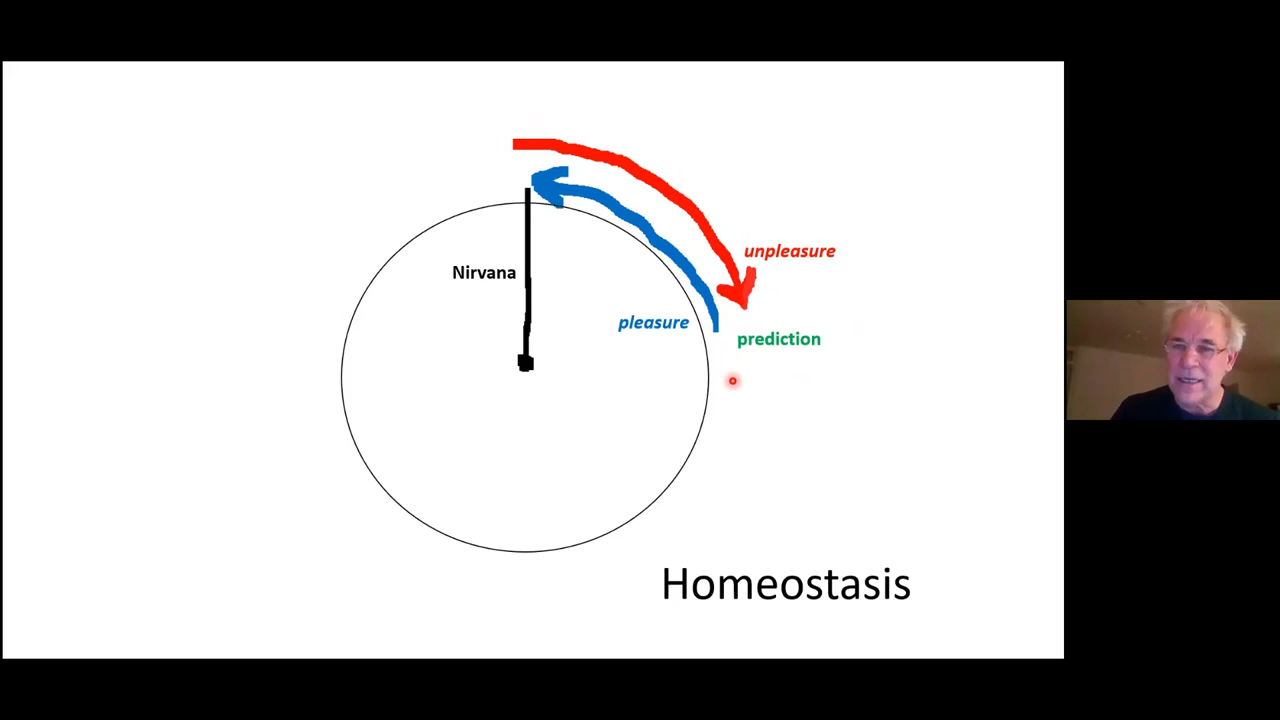 unpleasure
Nirvana
pleasure
prediction
Homeostasis